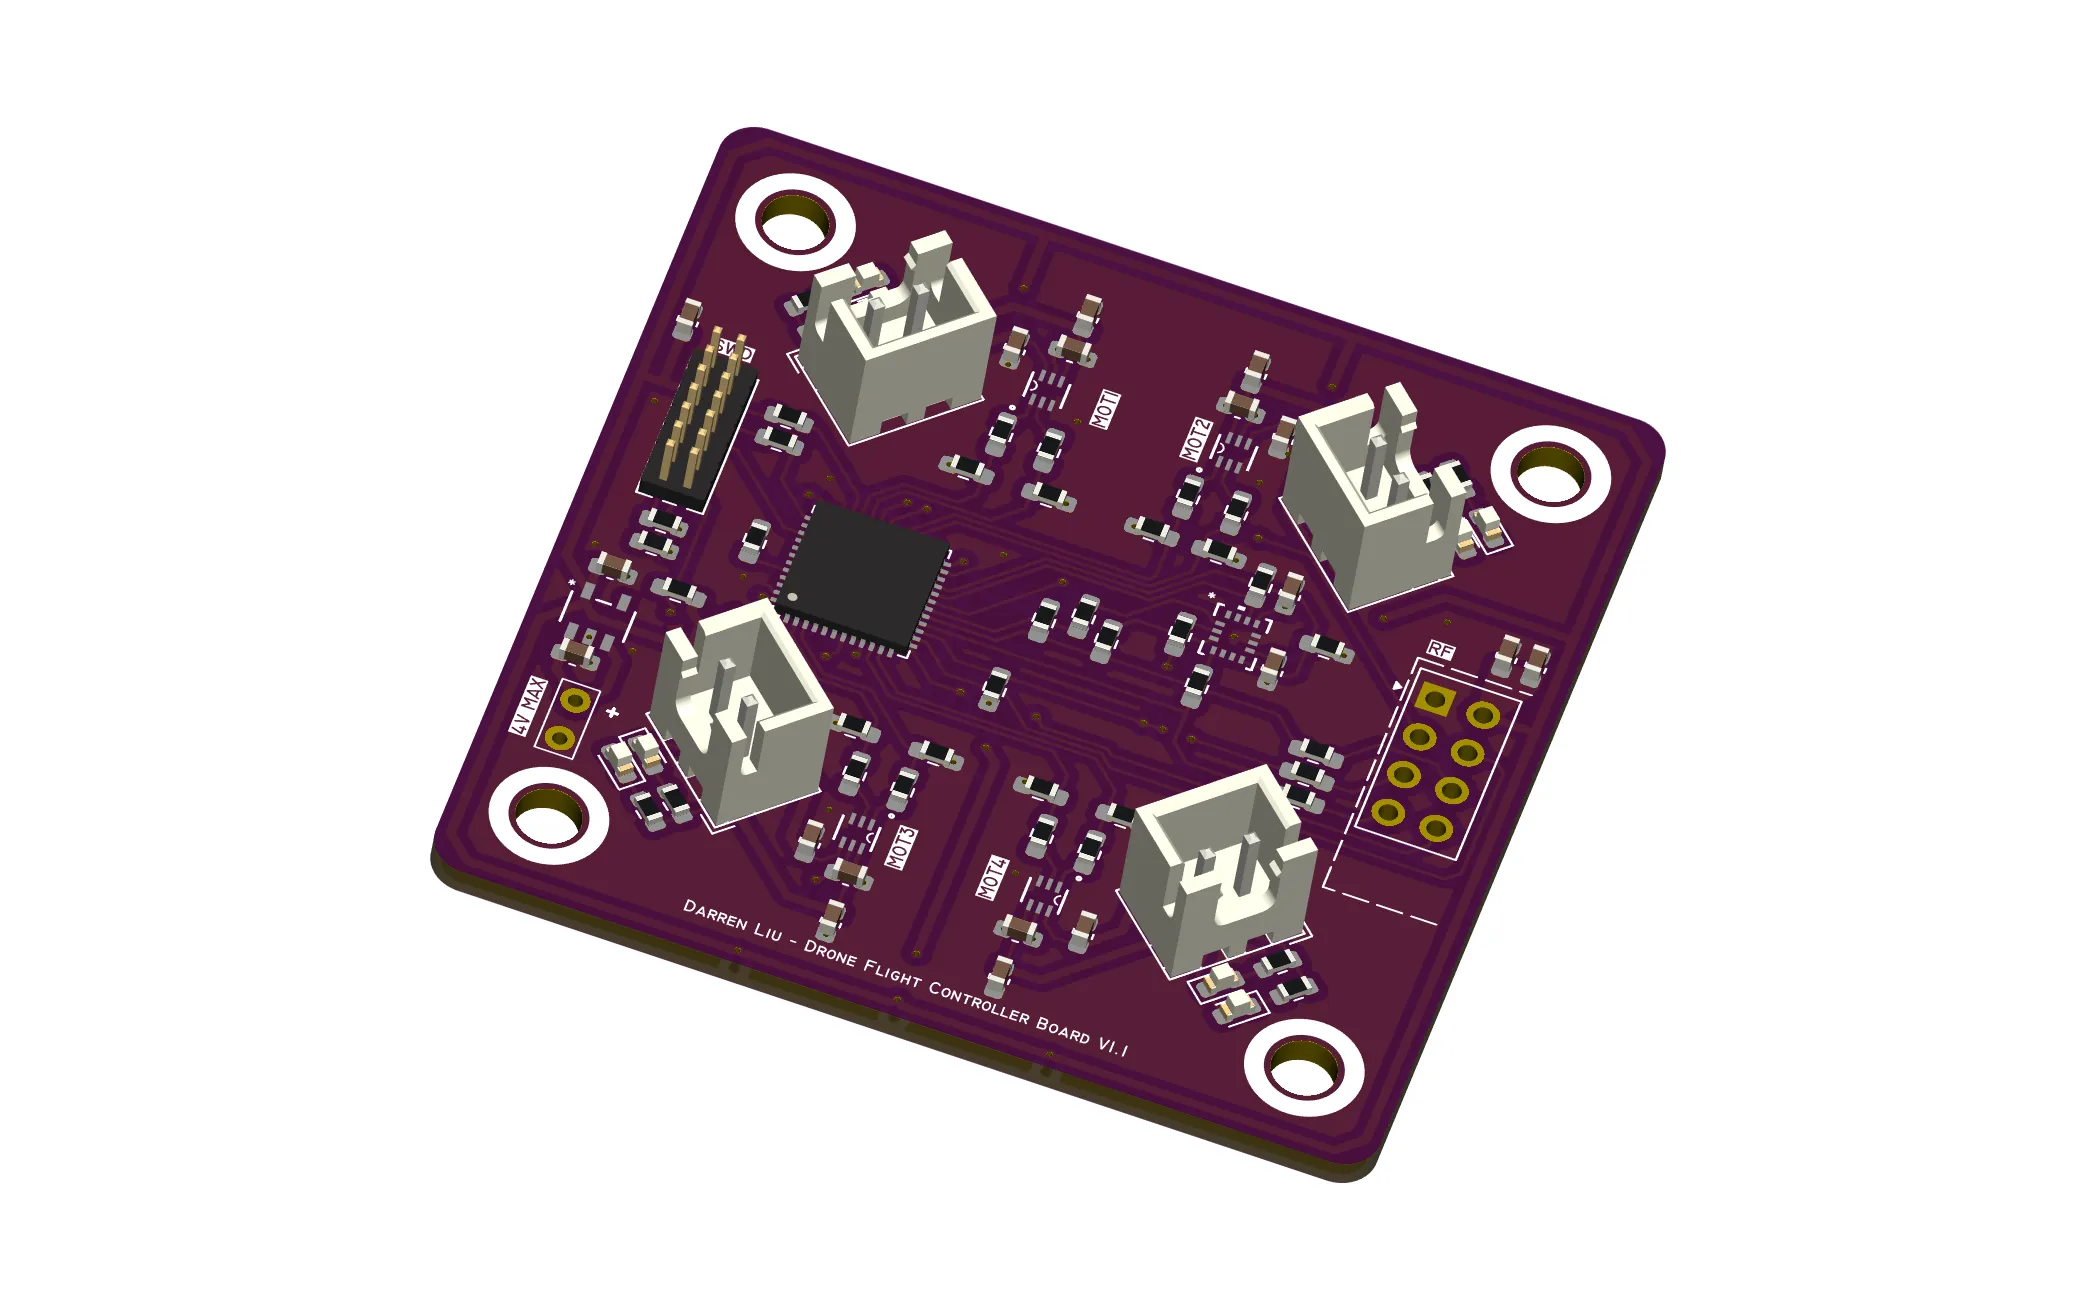 SWD
MOT1
MOT2
RF
4V MAX
+
MOT3
MOT4
Darren Liu - Drone Flight Controller Board V1.1